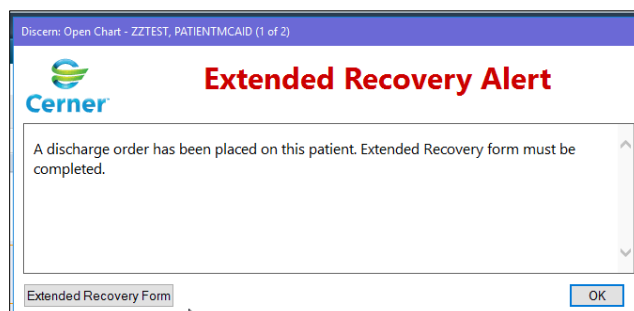 Discern: Open Chart - ZZTEST, PATIENTMCAID (1 of 2)
Cerner
Extended Recovery Alert
A discharge order has been placed on this patient. Extended Recovery form must be
completed.
Extended Recovery Form
OK